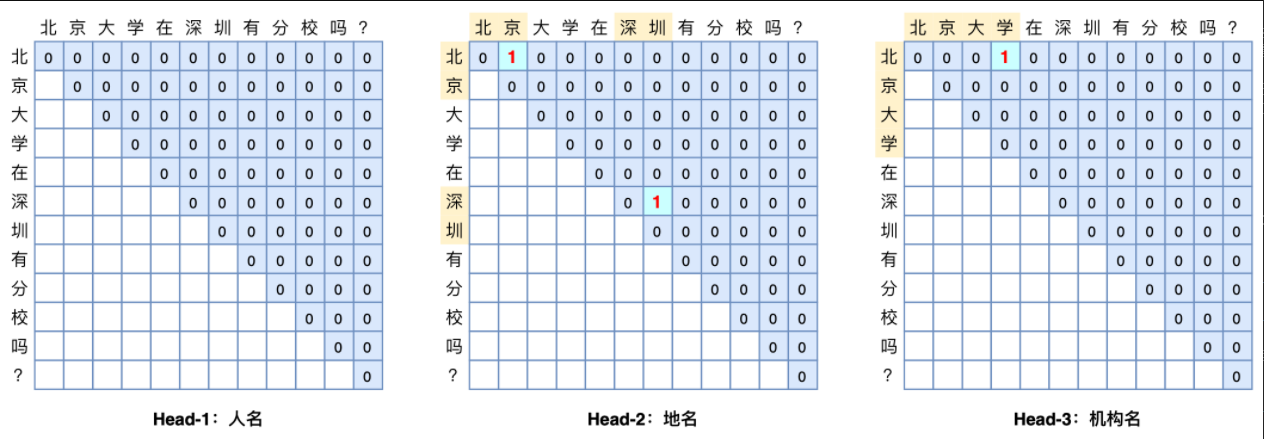 北 京 大 学 在 深 圳 有 分 校 吗 ?
北 0 0 0 0 0 0 0 0 0 0 0 0
京 0 0 0 0 0 0 0 0 0 0 0
大 0 0 0 0 0 0 0 0 0 0
学 0 0 0 0 0 0 0 0 0
在 0 0 0 0 0 0 0 0
深 0 0 0 0 0 0 0
圳 0 0 0 0 0 0
有 0 0 0 0 0
分 0 0 0 0
校 0 0 0
吗 0 0
? 0
Head-1：人名
北 京 大 学 在 深 圳 有 分 校 吗 ?
北 0 1 0 0 0 0 0 0 0 0 0 0
京 0 0 0 0 0 0 0 0 0 0 0
大 0 0 0 0 0 0 0 0 0 0
学 0 0 0 0 0 0 0 0 0
在 0 0 0 0 0 0 0 0
深 0 1 0 0 0 0 0
圳 0 0 0 0 0 0
有 0 0 0 0 0
分 0 0 0 0
校 0 0 0
吗 0 0
? 0
Head-2：地名
北 京 大 学 在 深 圳 有 分 校 吗 ?
北 0 0 0 1 0 0 0 0 0 0 0 0
京 0 0 0 0 0 0 0 0 0 0 0
大 0 0 0 0 0 0 0 0 0 0
学 0 0 0 0 0 0 0 0 0
在 0 0 0 0 0 0 0 0
深 0 0 0 0 0 0 0
圳 0 0 0 0 0 0
有 0 0 0 0 0
分 0 0 0 0
校 0 0 0
吗 0 0
? 0
Head-3：机构名